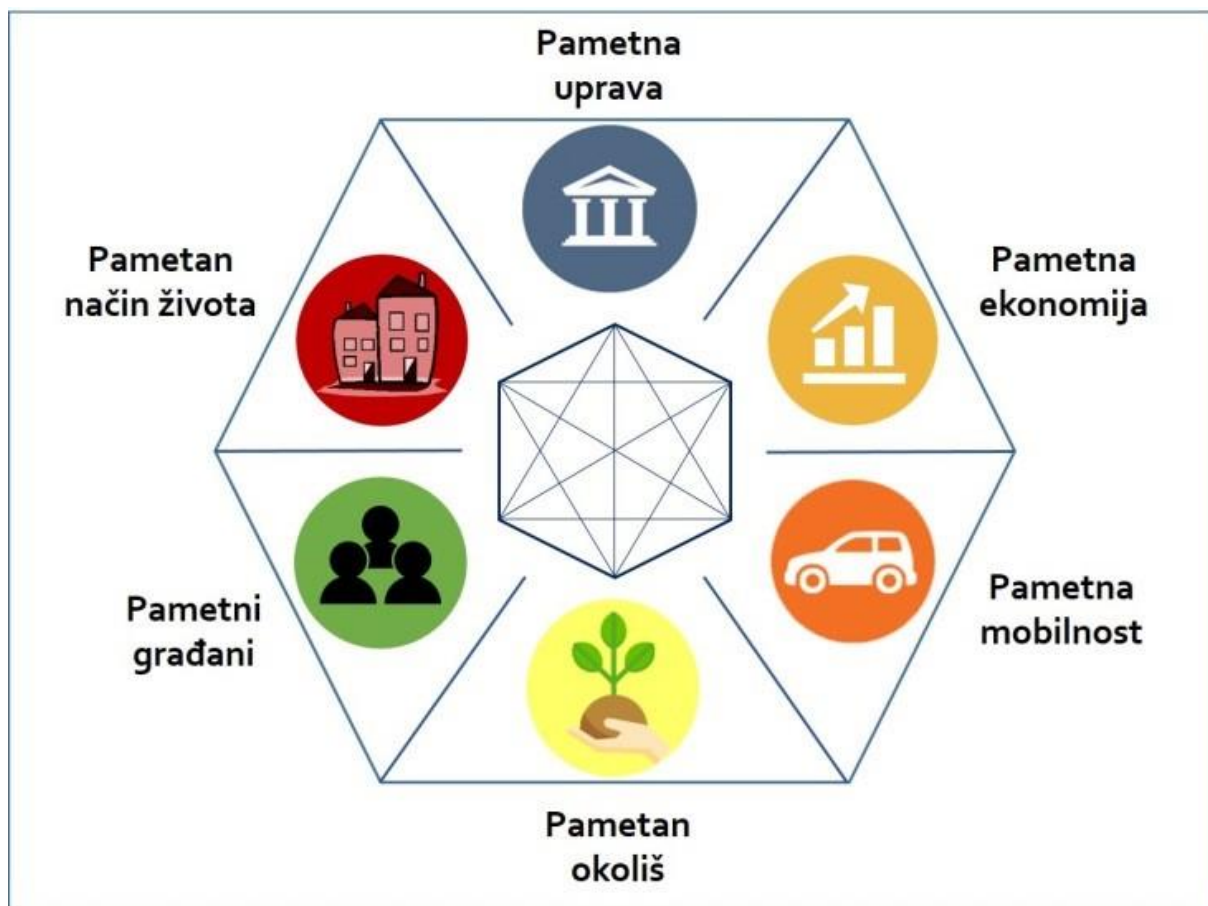 Pametna
uprava
Pametan
način života
Pametna
ekonomija
Pametni
građani
Pametna
mobilnost
Pametan
okoliš